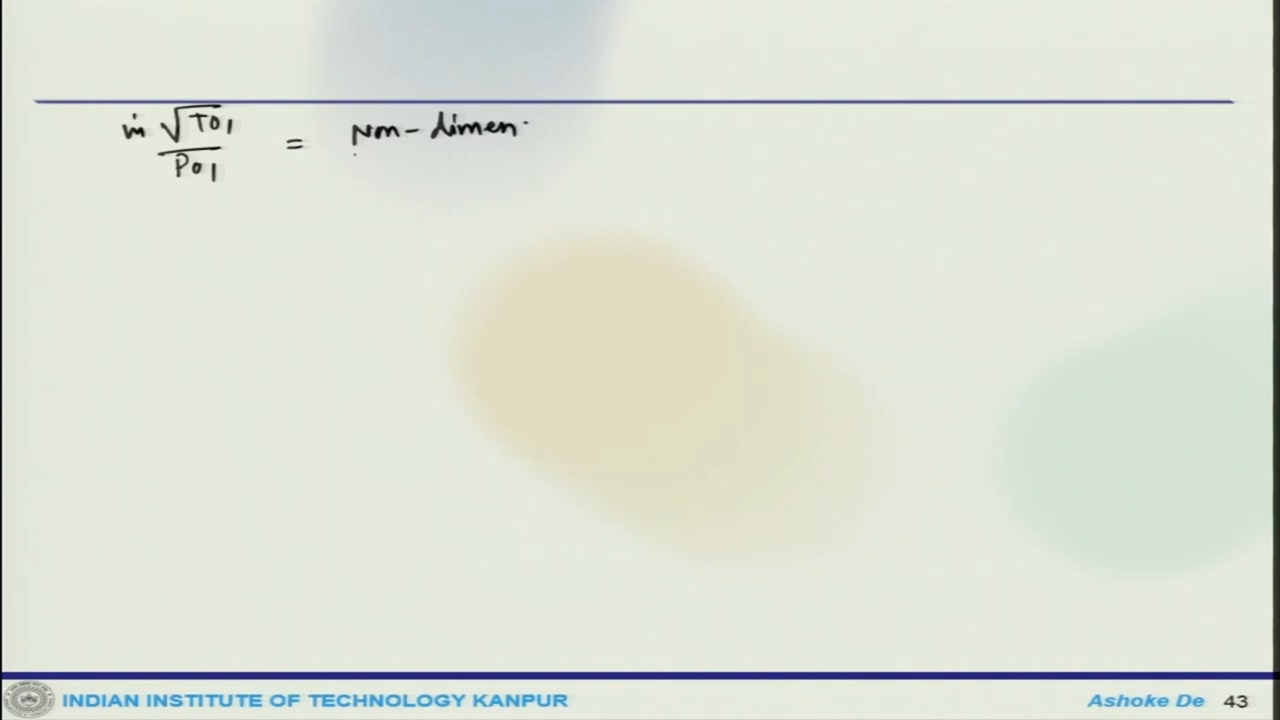 ṁ √T01 / P01 = Non-dimen.
INDIAN INSTITUTE OF TECHNOLOGY KANPUR
Ashoke De 43